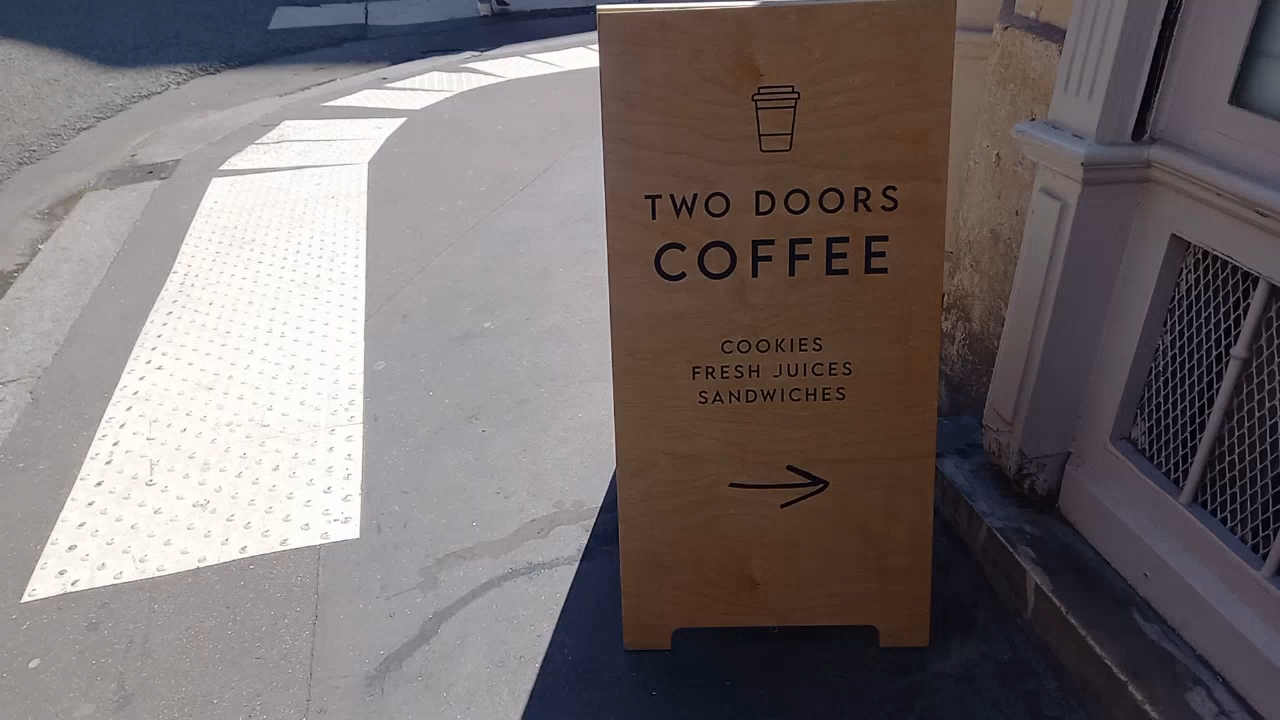 TWO DOORS
COFFEE
COOKIES
FRESH JUICES
SANDWICHES